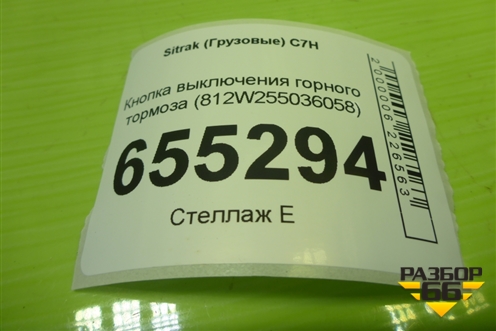 Sitrak (Грузовые) C7H
Кнопка выключения горного
тормоза (812W255036058)
655294
Стеллаж Е
2000006226563
РАЗБОР
66